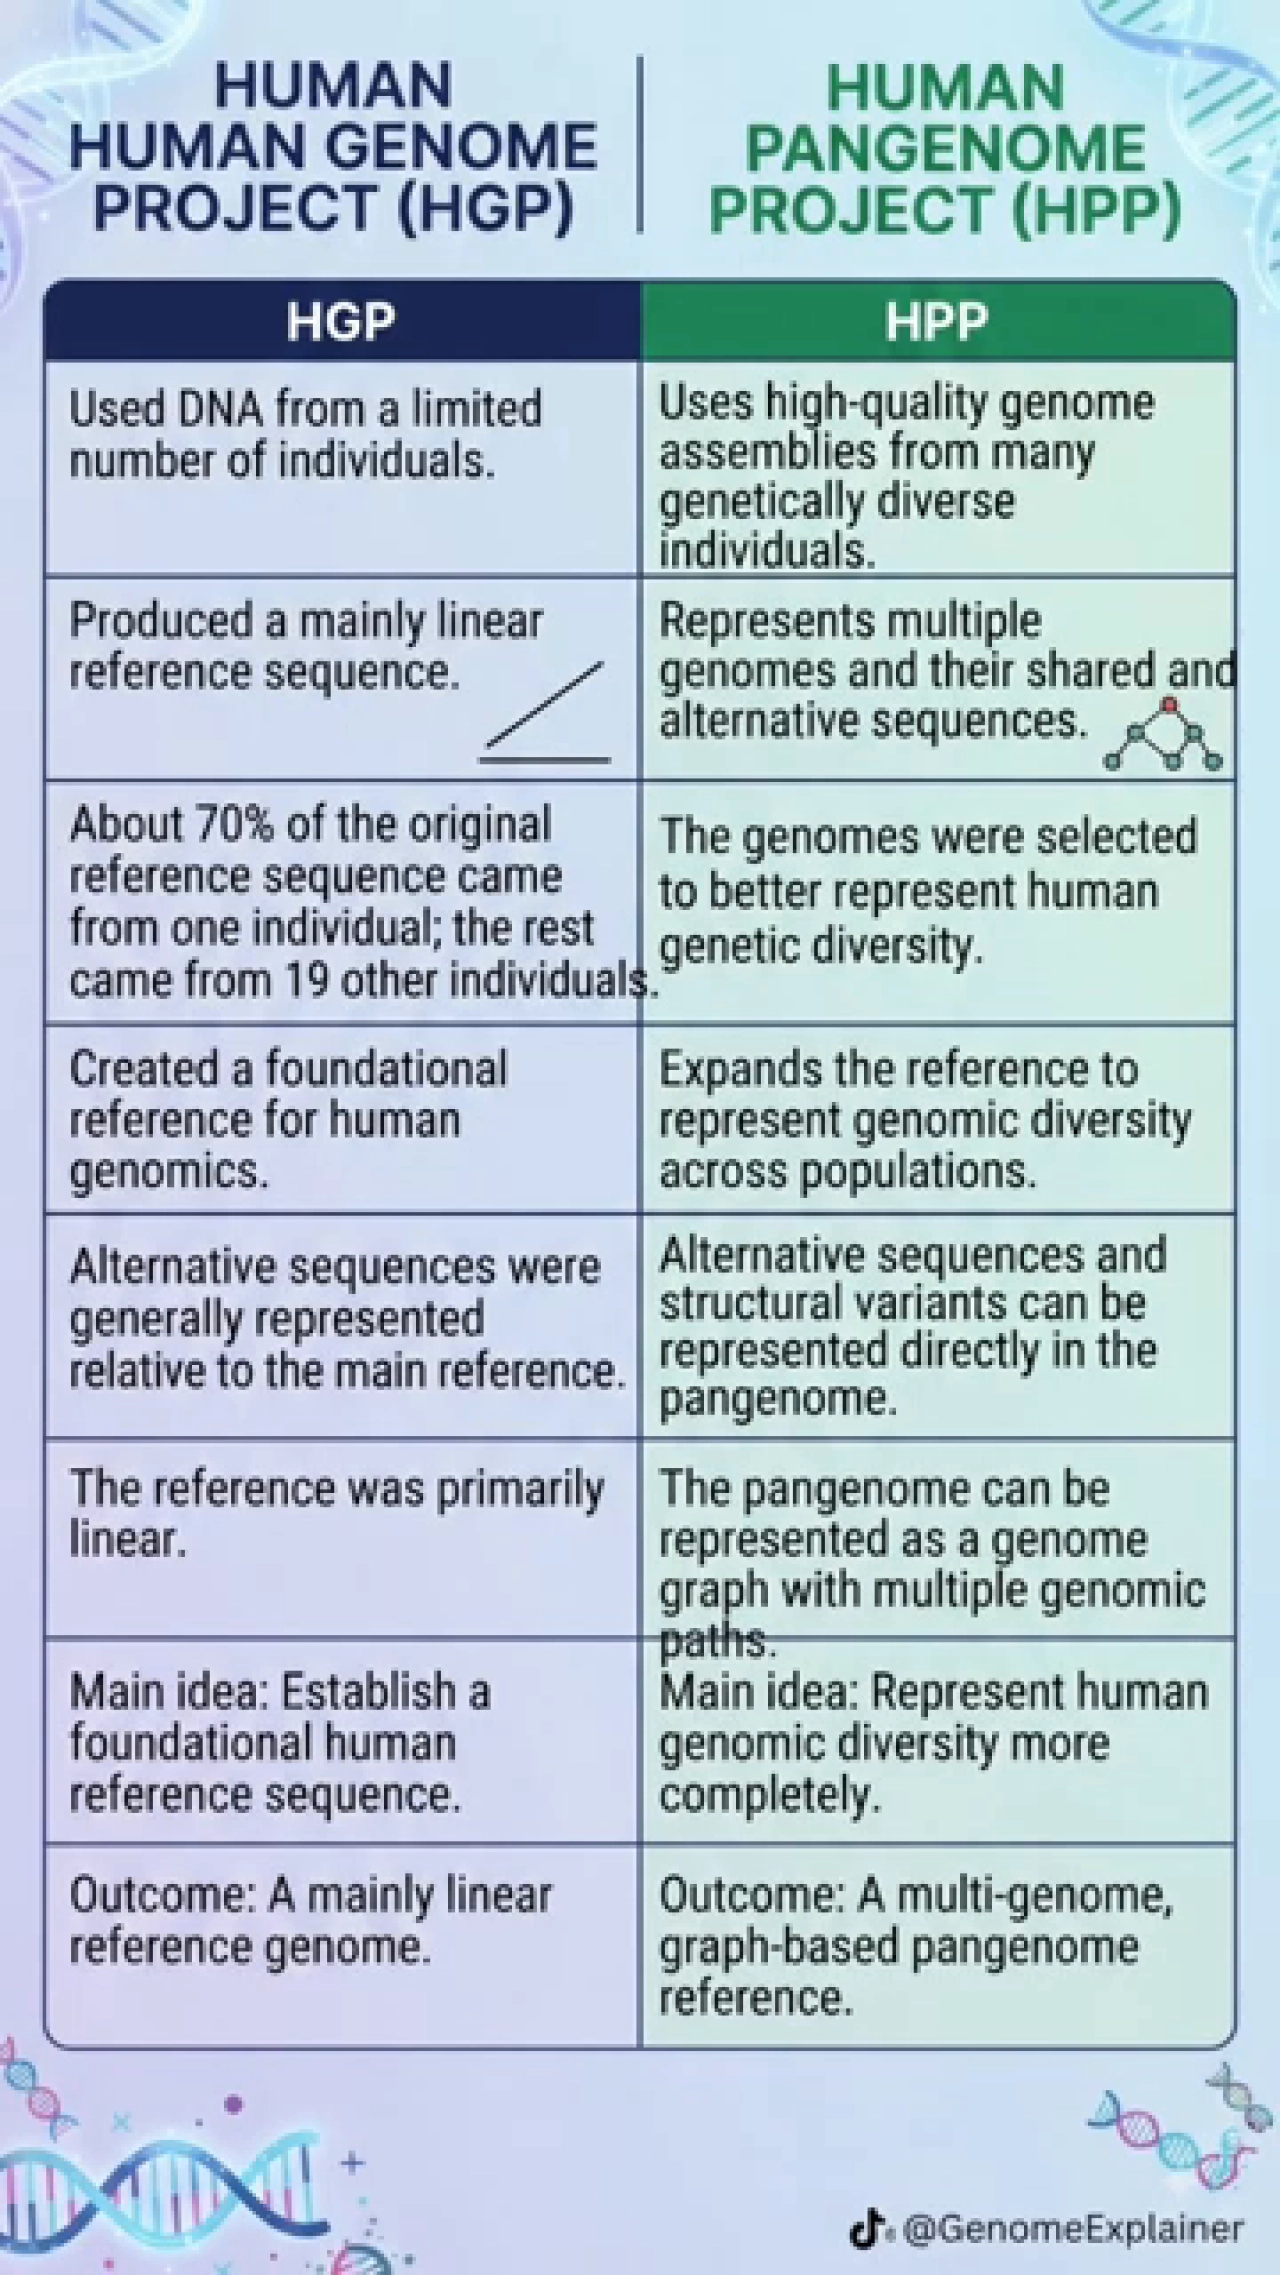 HUMAN
HUMAN GENOME
PROJECT (HGP)
HUMAN
PANGENOME
PROJECT (HPP)
HGP
HPP
Used DNA from a limited
number of individuals.
Uses high-quality genome
assemblies from many
genetically diverse
individuals.
Produced a mainly linear
reference sequence.
Represents multiple
genomes and their shared and
alternative sequences.
About 70% of the original
reference sequence came
from one individual; the rest
came from 19 other individuals.
The genomes were selected
to better represent human
genetic diversity.
Created a foundational
reference for human
genomics.
Expands the reference to
represent genomic diversity
across populations.
Alternative sequences were
generally represented
relative to the main reference.
Alternative sequences and
structural variants can be
represented directly in the
pangenome.
The reference was primarily
linear.
The pangenome can be
represented as a genome
graph with multiple genomic
paths.
Main idea: Establish a
foundational human
reference sequence.
Main idea: Represent human
genomic diversity more
completely.
Outcome: A mainly linear
reference genome.
Outcome: A multi-genome,
graph-based pangenome
reference.
@GenomeExplainer